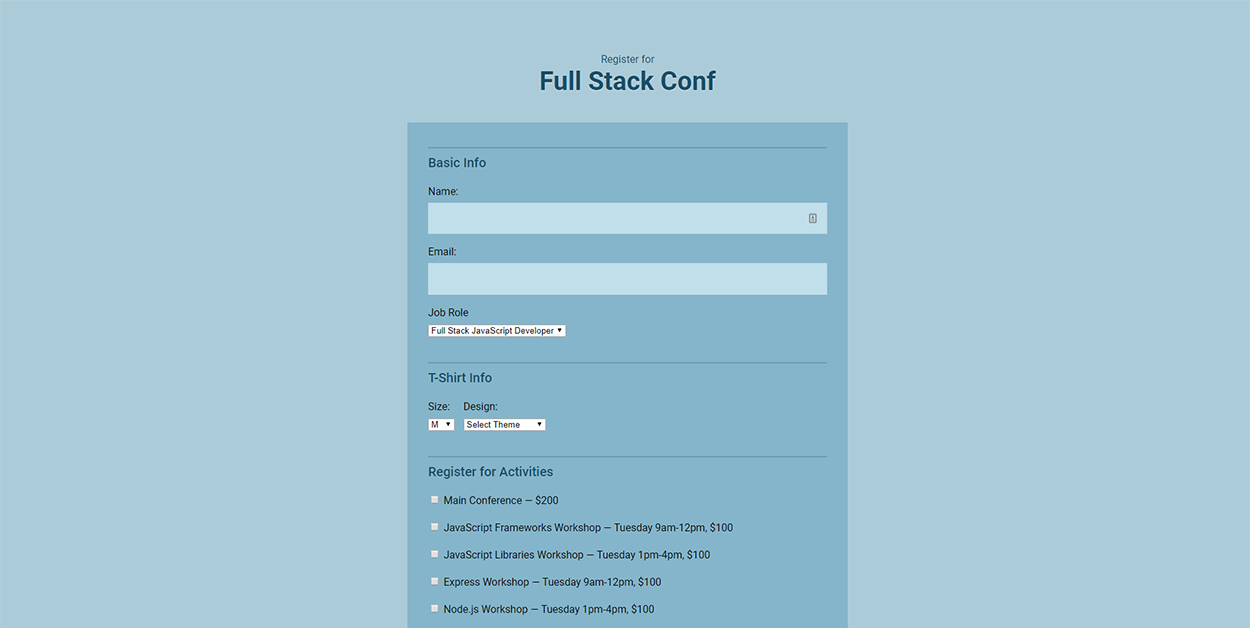 Register for
Full Stack Conf
Basic Info
Name:
Email:
Job Role
Full Stack JavaScript Developer
T-Shirt Info
Size: Design:
M Select Theme
Register for Activities
Main Conference — $200
JavaScript Frameworks Workshop — Tuesday 9am-12pm, $100
JavaScript Libraries Workshop — Tuesday 1pm-4pm, $100
Express Workshop — Tuesday 9am-12pm, $100
Node.js Workshop — Tuesday 1pm-4pm, $100